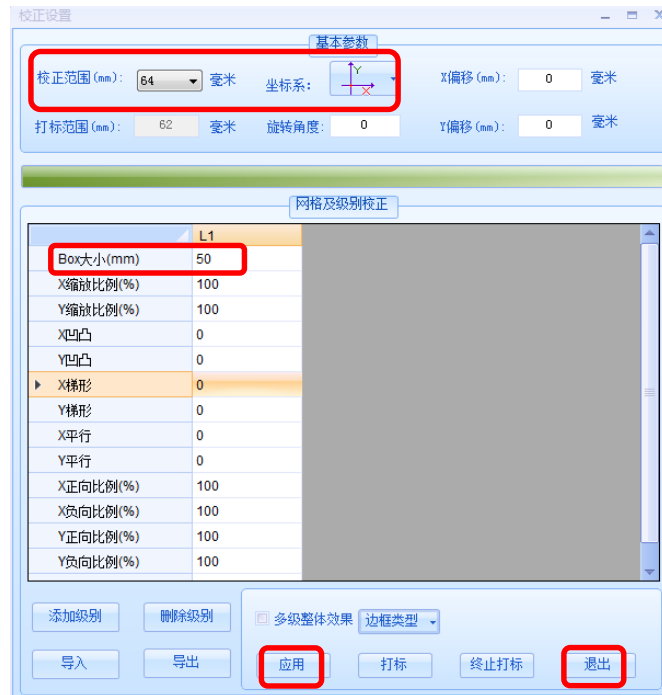 校正设置
基本参数
校正范围(mm): 64 毫米 坐标系: Y X X偏移(mm): 0 毫米
打标范围(mm): 62 毫米 旋转角度: 0 Y偏移(mm): 0 毫米
网格及级别校正
L1
Box大小(mm) 50
X缩放比例(%) 100
Y缩放比例(%) 100
X凹凸 0
Y凹凸 0
X梯形 0
Y梯形 0
X平行 0
Y平行 0
X正向比例(%) 100
X负向比例(%) 100
Y正向比例(%) 100
Y负向比例(%) 100
添加级别 删除级别 多级整体效果 边框类型
导入 导出 应用 打标 终止打标 退出